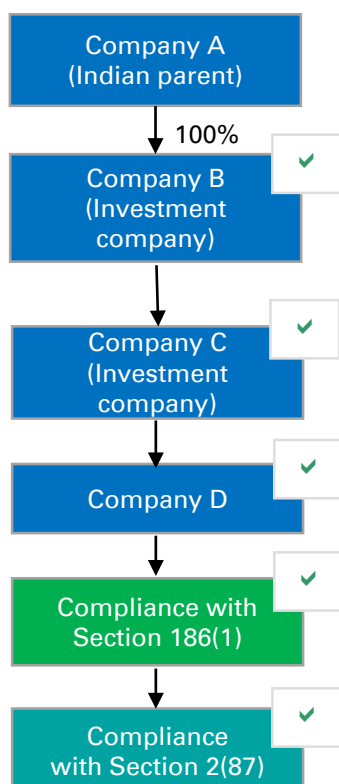 Company A
(Indian parent)
100%
Company B
(Investment
company)
Company C
(Investment
company)
Company D
Compliance with
Section 186(1)
Compliance
with Section 2(87)